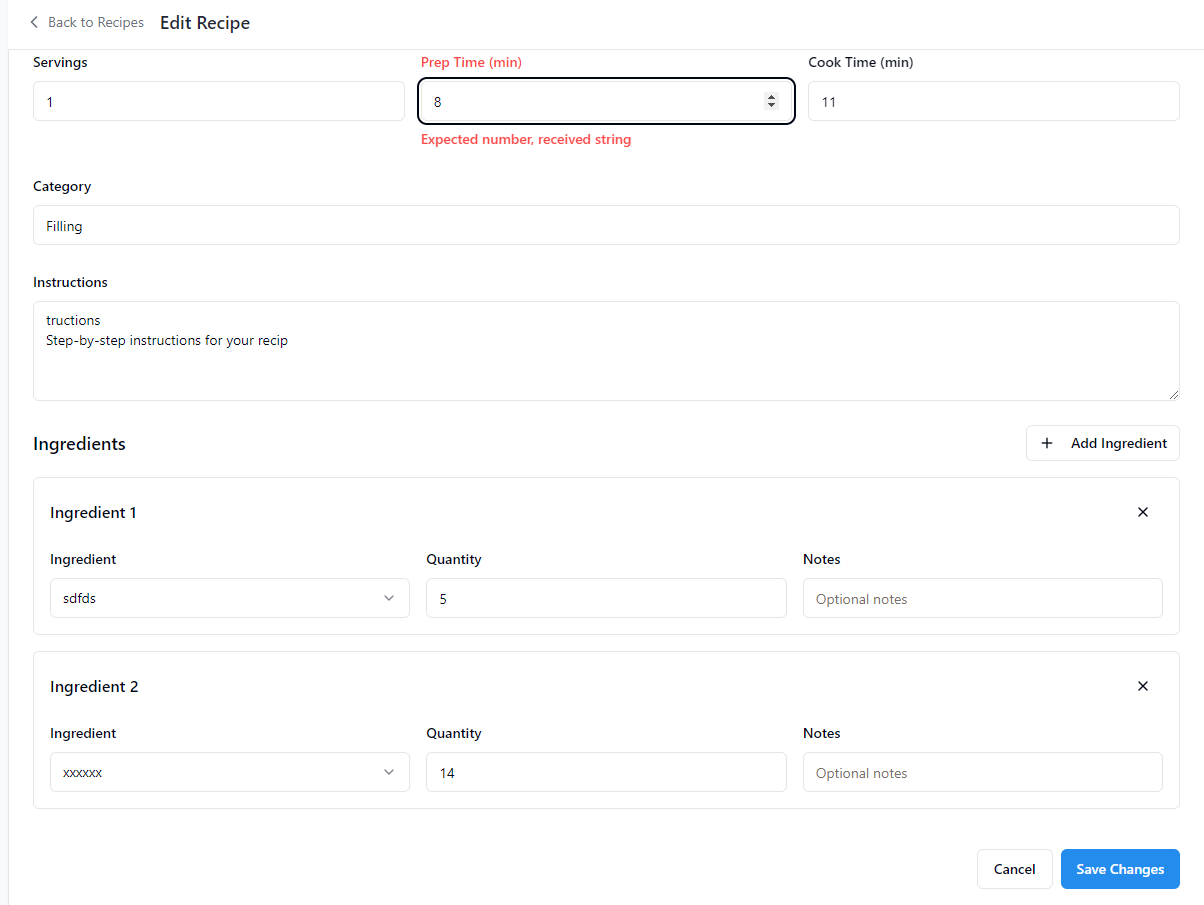 Back to Recipes Edit Recipe
Servings Prep Time (min) Cook Time (min)
1 8 11
Expected number, received string
Category
Filling
Instructions
tructions
Step-by-step instructions for your recip
Ingredients Add Ingredient
Ingredient 1
Ingredient Quantity Notes
sdfds 5 Optional notes
Ingredient 2
Ingredient Quantity Notes
xxxxxx 14 Optional notes
Cancel Save Changes